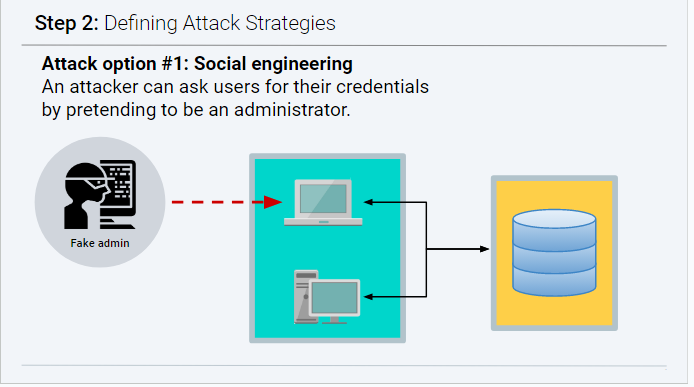 Step 2: Defining Attack Strategies
Attack option #1: Social engineering
An attacker can ask users for their credentials
by pretending to be an administrator.
Fake admin